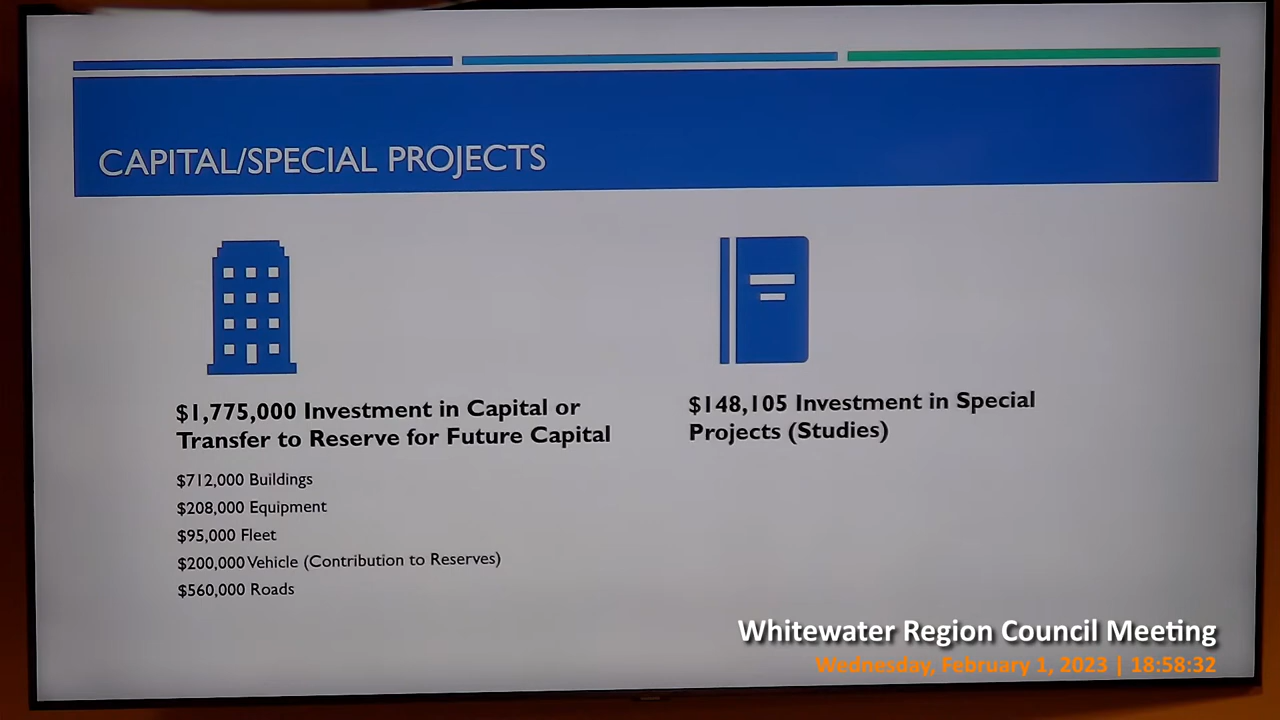 CAPITAL/SPECIAL PROJECTS
$1,775,000 Investment in Capital or
Transfer to Reserve for Future Capital
$712,000 Buildings
$208,000 Equipment
$95,000 Fleet
$200,000 Vehicle (Contribution to Reserves)
$560,000 Roads
$148,105 Investment in Special
Projects (Studies)
Whitewater Region Council Meeting
Wednesday, February 1, 2023 | 18:58:32